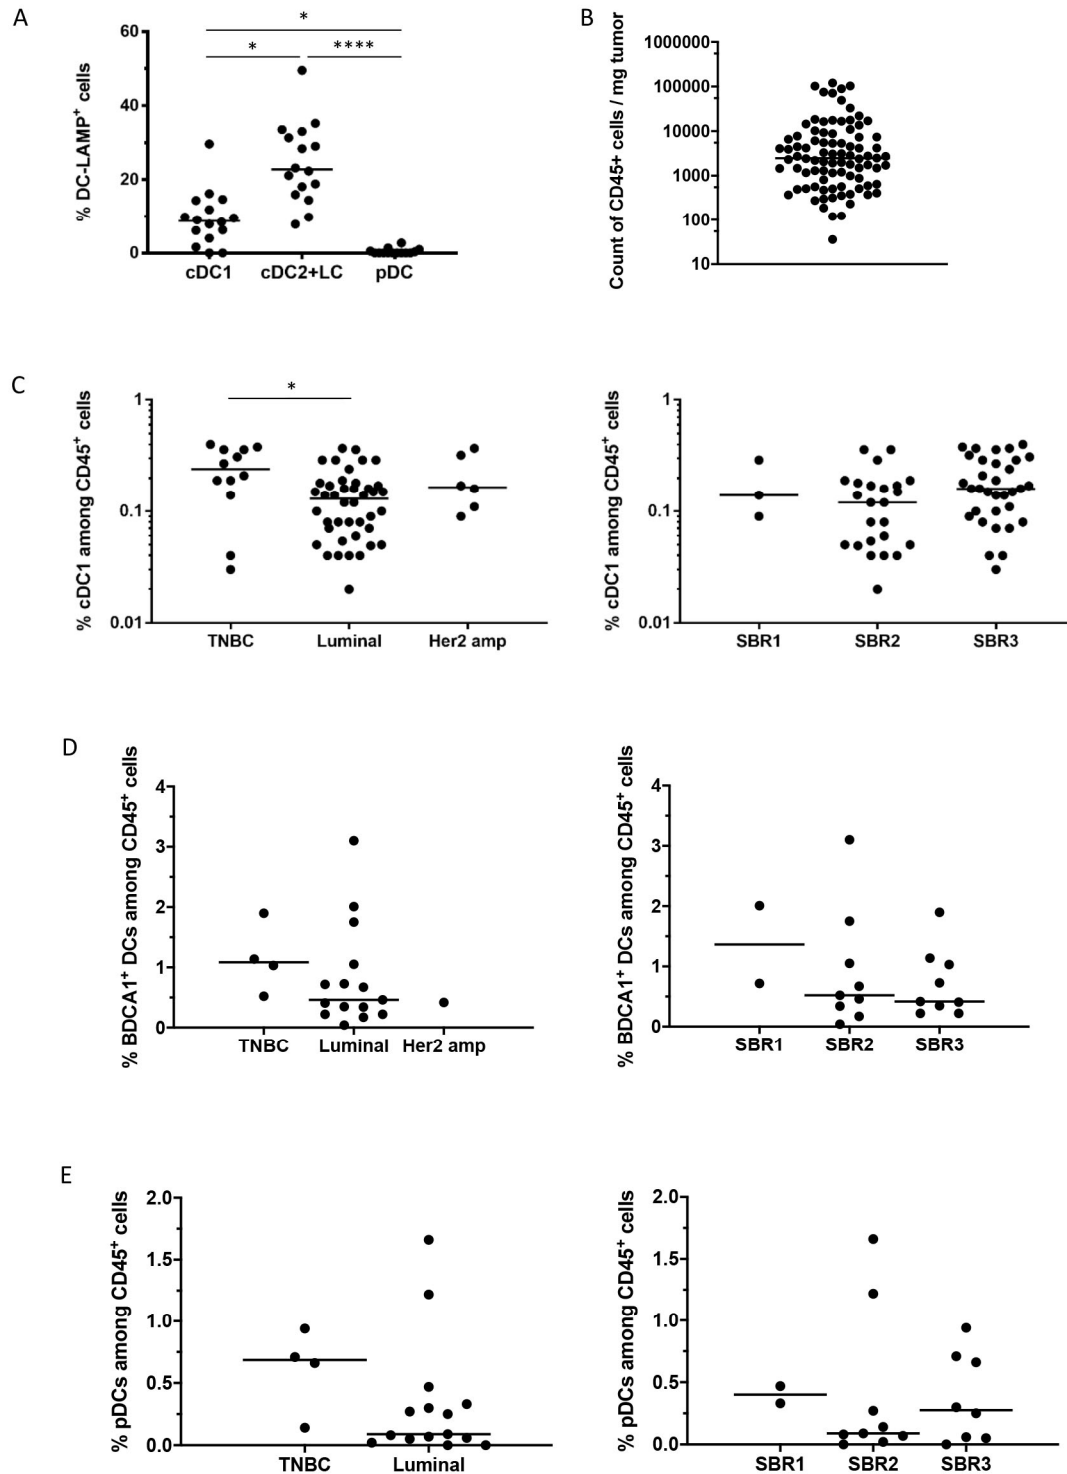 A
% DC-LAMP⁺ cells
60
40
20
0
*
*
****
cDC1
cDC2+LC
pDC
B
Count of CD45+ cells / mg tumor
1000000
100000
10000
1000
100
10
C
% cDC1 among CD45⁺ cells
1
0.1
0.01
*
TNBC
Luminal
Her2 amp
% cDC1 among CD45⁺ cells
1
0.1
0.01
SBR1
SBR2
SBR3
D
% BDCA1⁺ DCs among CD45⁺ cells
4
3
2
1
0
TNBC
Luminal
Her2 amp
% BDCA1⁺ DCs among CD45⁺ cells
4
3
2
1
0
SBR1
SBR2
SBR3
E
% pDCs among CD45⁺ cells
2.0
1.5
1.0
0.5
0.0
TNBC
Luminal
% pDCs among CD45⁺ cells
2.0
1.5
1.0
0.5
0.0
SBR1
SBR2
SBR3